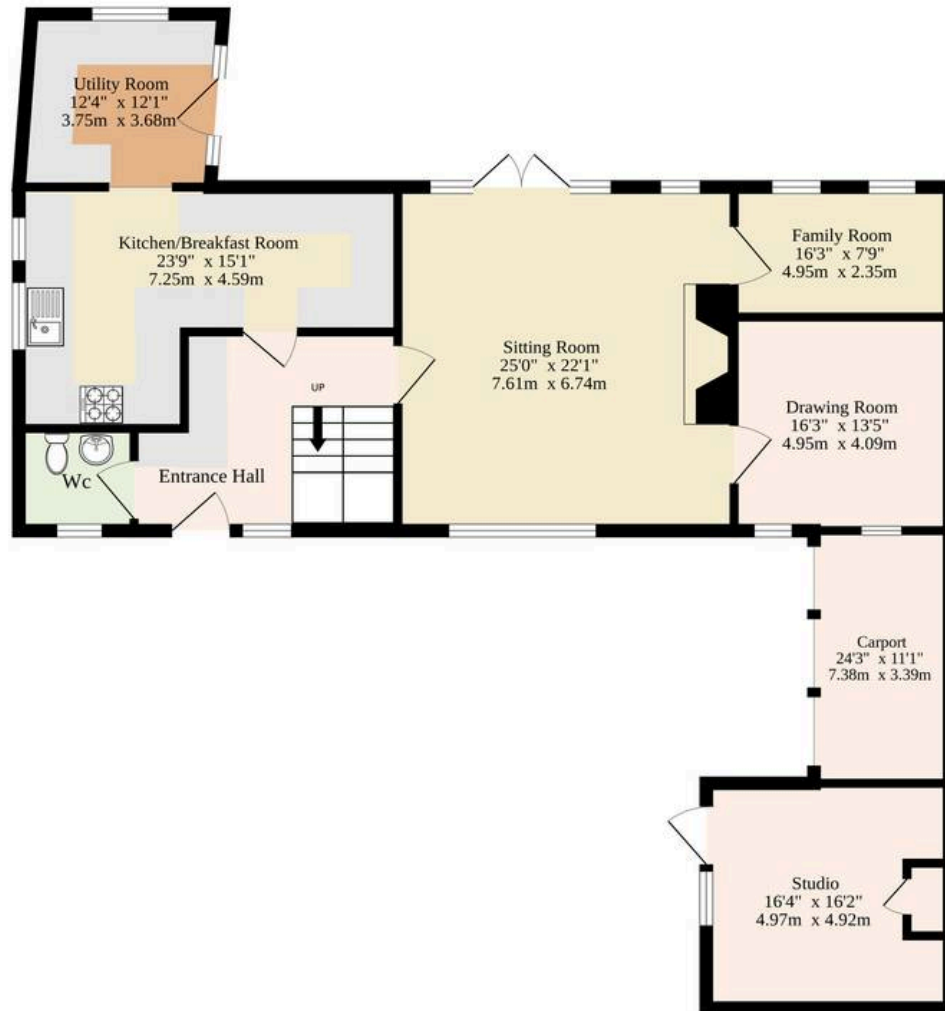 Utility Room
12'4" x 12'1"
3.75m x 3.68m
Kitchen/Breakfast Room
23'9" x 15'1"
7.25m x 4.59m
Family Room
16'3" x 7'9"
4.95m x 2.35m
Sitting Room
25'0" x 22'1"
7.61m x 6.74m
UP
Drawing Room
16'3" x 13'5"
4.95m x 4.09m
Wc
Entrance Hall
Carport
24'3" x 11'1"
7.38m x 3.39m
Studio
16'4" x 16'2"
4.97m x 4.92m